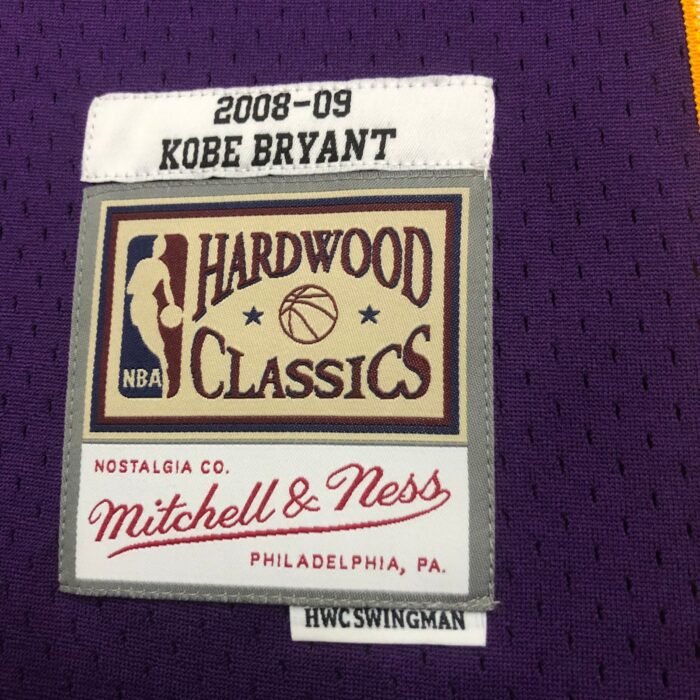 2008-09
KOBE BRYANT
HARDWOOD
NBA
CLASSICS
NOSTALGIA CO.
Mitchell & Ness
PHILADELPHIA, PA.
HWC SWINGMAN